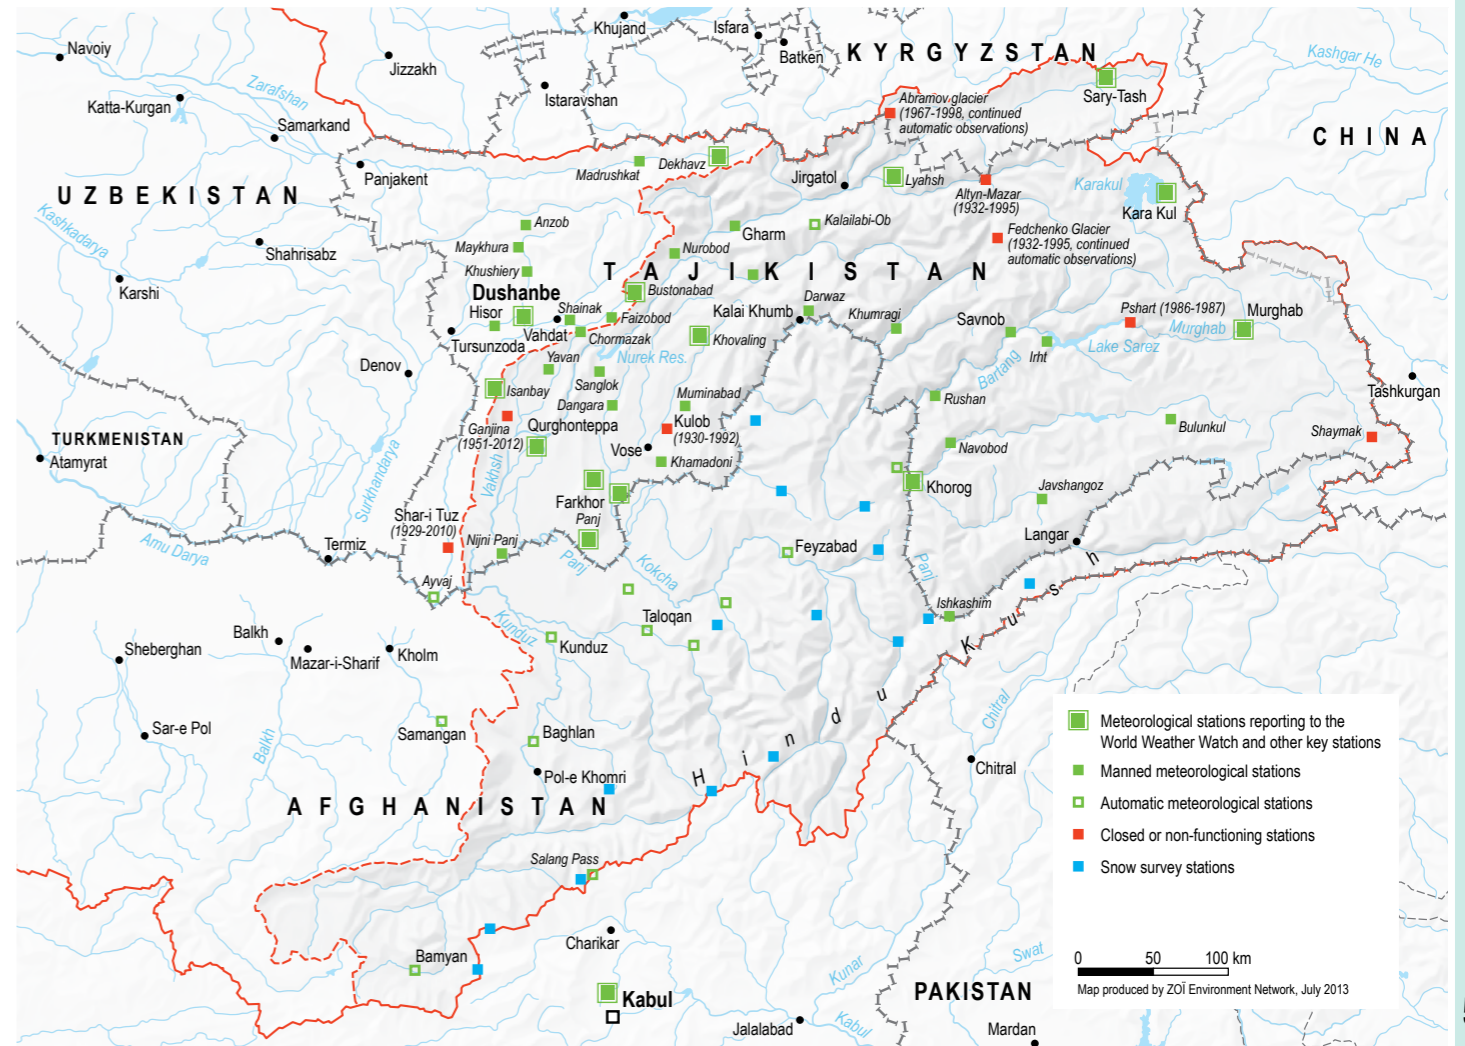 Navoiy
Jizzakh
Khujand
Isfara
Batken
KYRGYZSTAN
Kashgar He
Zarafshan
Katta-Kurgan
Istaravshan
Samarkand
Abramov glacier
(1967-1998, continued
automatic observations)
Sary-Tash
CHINA
Panjakent
Madrushkat
Dekhavz
Jirgatol
Lyahsh
Altyn-Mazar
(1932-1995)
Karakul
Kara Kul
UZBEKISTAN
Kashkadarya
Shahrisabz
Karshi
Anzob
Maykhura
Khushiery
Nurobod
Gharm
Kalailabi-Ob
Fedchenko Glacier
(1932-1995, continued
automatic observations)
TAJIKISTAN
Dushanbe
Hisor
Shainak
Bustonabad
Faizobod
Vahdat
Chormazak
Tursunzoda
Kalai Khumb
Darwaz
Khumragi
Khovaling
Savnob
Irht
Pshart (1986-1987)
Murghab
Murghab
Lake Sarez
Bartang
Denov
Yavan
Nurek Res.
Sanglok
Isanbay
Dangara
Muminabad
Rushan
Tashkurgan
Ganjina
(1951-2012)
Qurghonteppa
Kulob
(1930-1992)
Vose
Khamadoni
Navobod
Bulunkul
Shaymak
TURKMENISTAN
Atamyrat
Surkhandarya
Vakhsh
Farkhor
Panj
Khorog
Javshangoz
Langar
Shar-i Tuz
(1929-2010)
Nijni Panj
Amu Darya
Termiz
Ayvaj
Panj
Kokcha
Feyzabad
Panj
Ishkashim
Taloqan
Kunduz
Kunduz
Balkh
Sheberghan
Mazar-i-Sharif
Kholm
Hindu Kush
Sar-e Pol
Balkh
Samangan
Baghlan
Pol-e Khomri
Chitral
Chitral
AFGHANISTAN
Salang Pass
Bamyan
Charikar
Kabul
Jalalabad
Kunar
Kabul
Swat
PAKISTAN
Mardan
Meteorological stations reporting to the
World Weather Watch and other key stations
Manned meteorological stations
Automatic meteorological stations
Closed or non-functioning stations
Snow survey stations
0 50 100 km
Map produced by ZOÏ Environment Network, July 2013